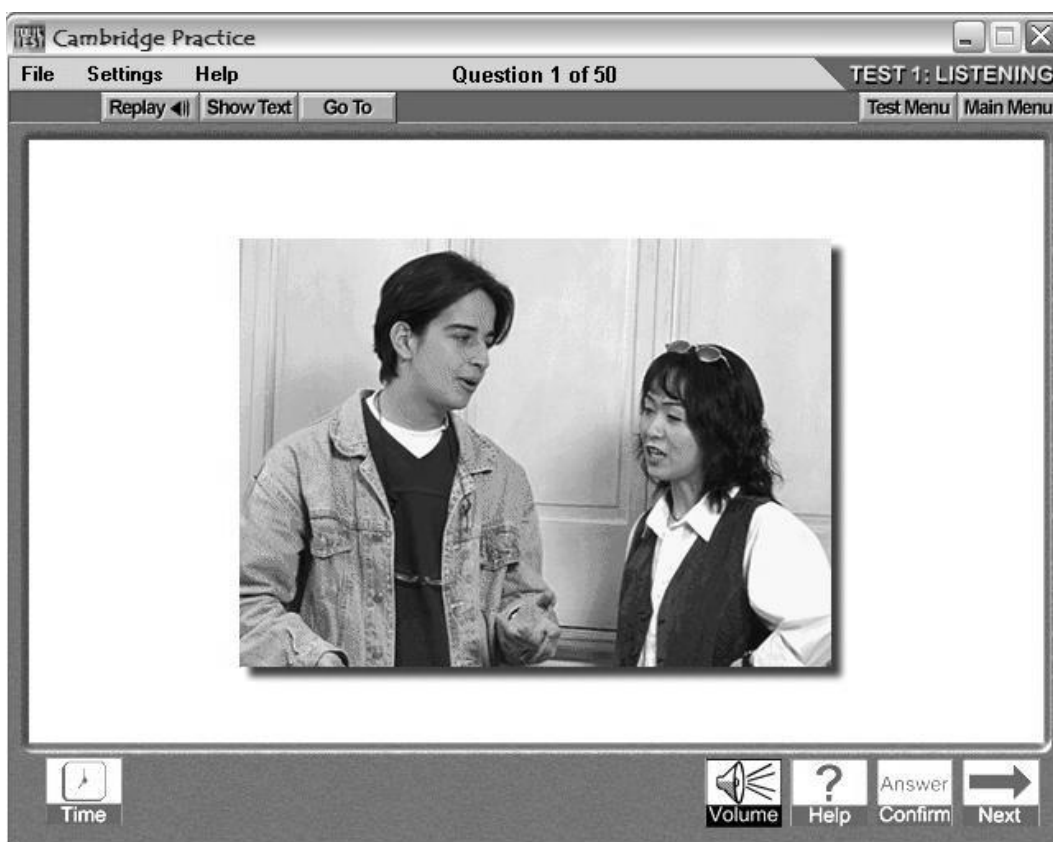 Cambridge Practice
File Settings Help Question 1 of 50 TEST 1: LISTENING
Replay Show Text Go To Test Menu Main Menu
Time Volume ? Help Answer Confirm Next